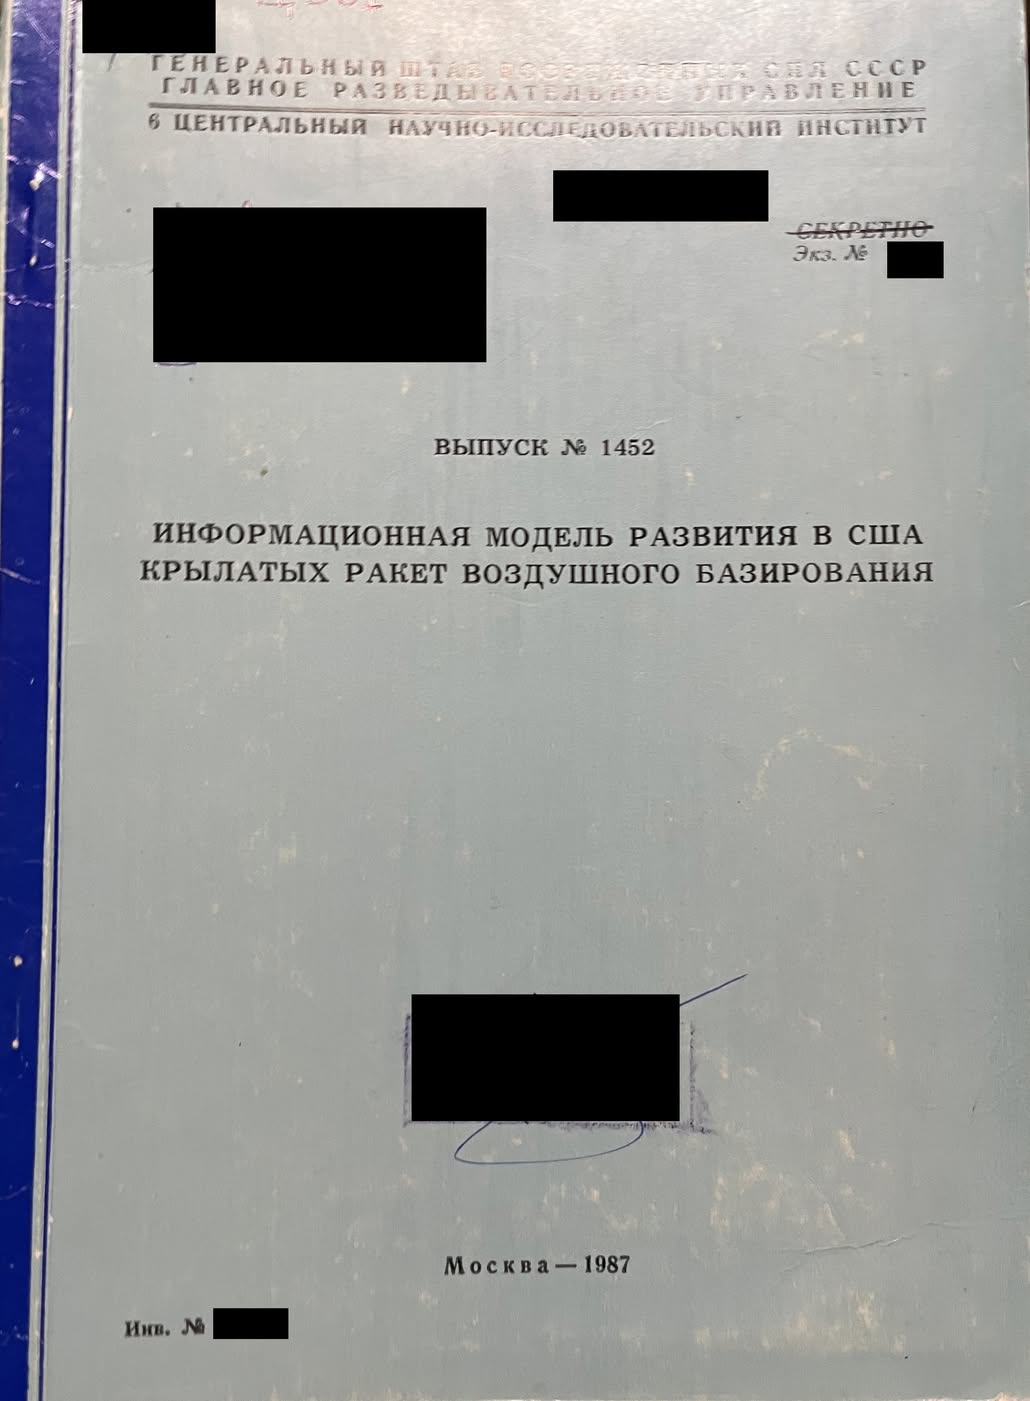 ГЕНЕРАЛЬНЫЙ ШТАБ ВООРУЖЕННЫХ СИЛ СССР
ГЛАВНОЕ РАЗВЕДЫВАТЕЛЬНОЕ УПРАВЛЕНИЕ
6 ЦЕНТРАЛЬНЫЙ НАУЧНО-ИССЛЕДОВАТЕЛЬСКИЙ ИНСТИТУТ
СЕКРЕТНО
Экз. №
ВЫПУСК № 1452
ИНФОРМАЦИОННАЯ МОДЕЛЬ РАЗВИТИЯ В США
КРЫЛАТЫХ РАКЕТ ВОЗДУШНОГО БАЗИРОВАНИЯ
Москва — 1987
Инв. №